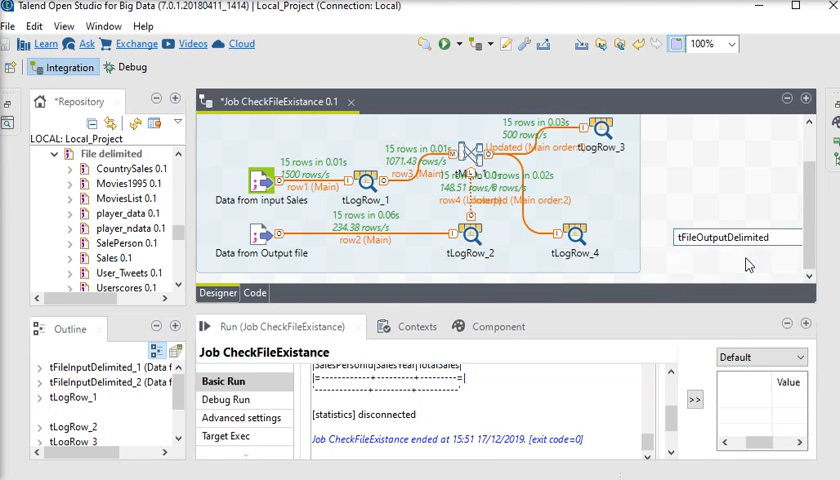 Talend Open Studio for Big Data (7.0.1.20180411_1414) | Local_Project (Connection: Local)
File Edit View Window Help
Learn Ask Exchange Videos Cloud 100%
Integration Debug
Repository
LOCAL: Local_Project
File delimited
CountrySales 0.1
Movies1995 0.1
MoviesList 0.1
player_data 0.1
player_ndata 0.1
SalePerson 0.1
Sales 0.1
User_Tweets 0.1
Userscores 0.1
*Job CheckFileExistance 0.1
15 rows in 0.03s
500 rows/s
Updated (Main order:
tLogRow_3
15 rows in 0.01s
1071.43 rows/s
row3 (Main)
15 rows in 0.01s
1500 rows/s
row1 (Main)
Data from input Sales
tLogRow_1
148.51 rows/s
row4 (
(Main order:2)
15 rows in 0.06s
234.38 rows/s
row2 (Main)
Data from Output file
tLogRow_2
tLogRow_4
tFileOutputDelimited
Designer Code
Outline
tFileInputDelimited_1 (Data f
tFileInputDelimited_2 (Data f
tLogRow_1
tLogRow_2
tLogRow_3
Run (Job CheckFileExistance) Contexts Component
Job CheckFileExistance
Basic Run
Debug Run
Advanced settings
Target Exec
|SalesPersonId|SalesYear|TotalSales|
|=------------+---------+---------=|
'-------------+---------+----------'
[statistics] disconnected
Job CheckFileExistance ended at 15:51 17/12/2019. [exit code=0]
Default
Value
>>